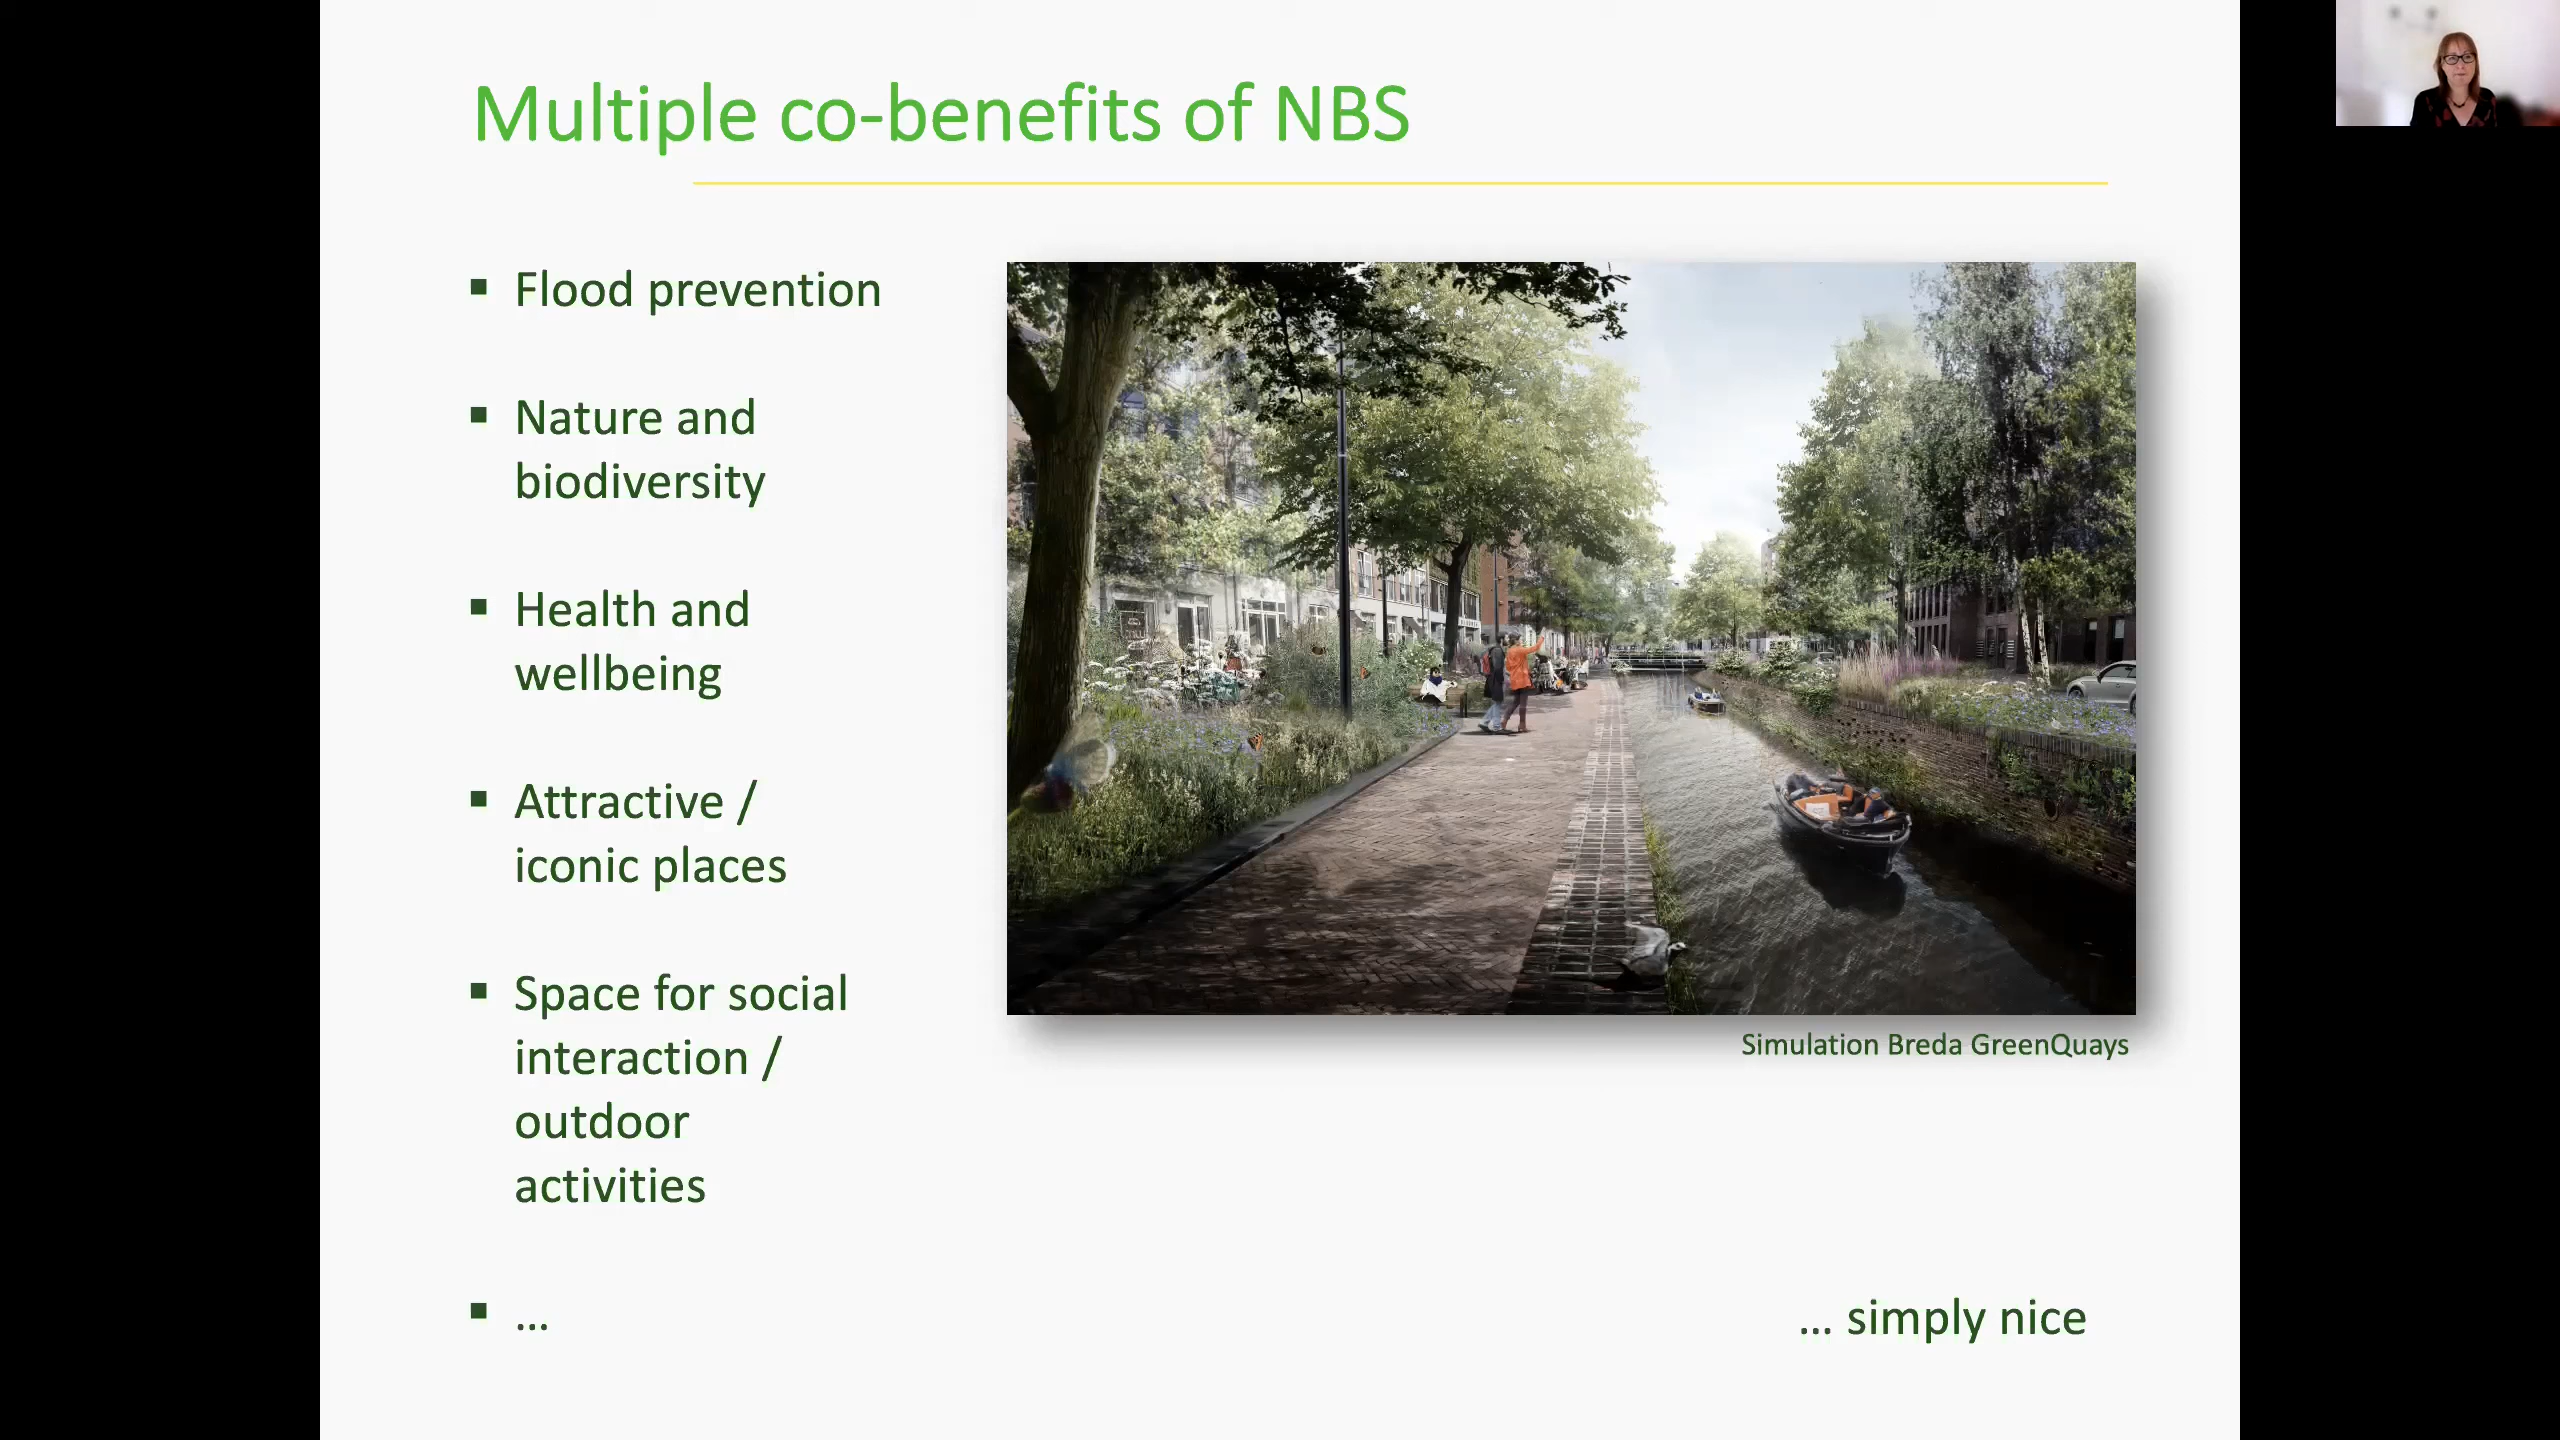 Multiple co-benefits of NBS
▪ Flood prevention
▪ Nature and
biodiversity
▪ Health and
wellbeing
▪ Attractive /
iconic places
▪ Space for social
interaction /
outdoor
activities
▪ ...
Simulation Breda GreenQuays
... simply nice